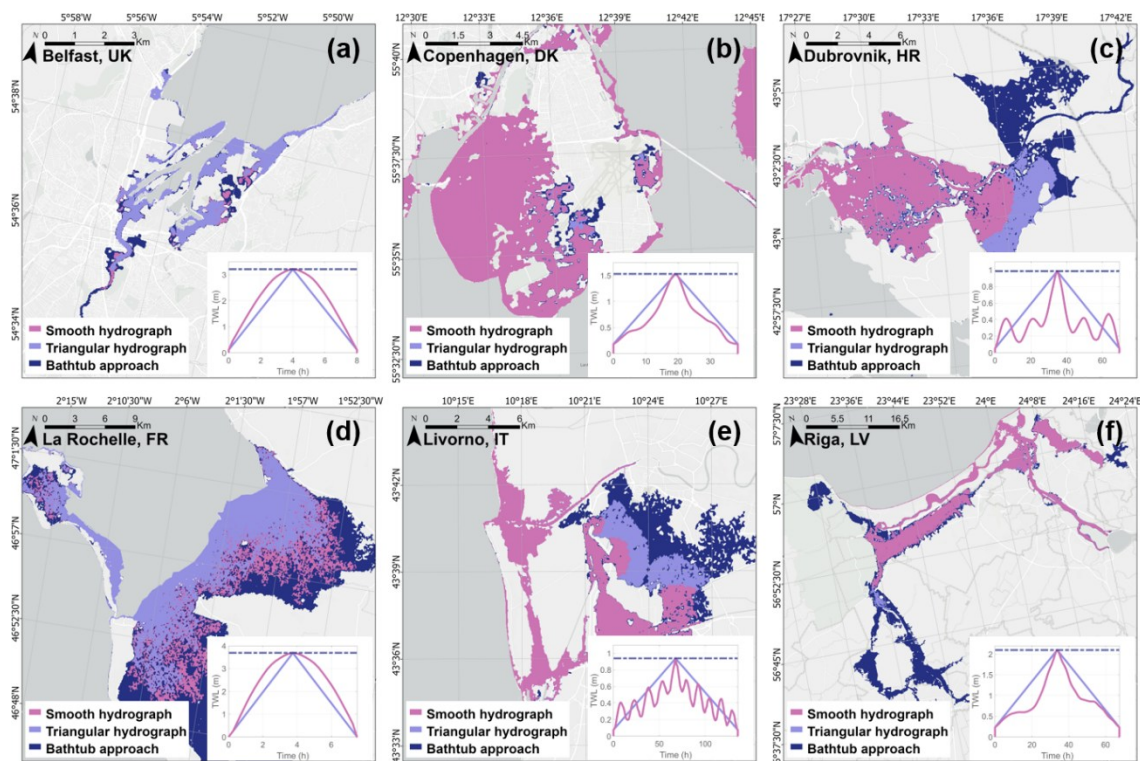 5°58'W 5°56'W 5°54'W 5°52'W 5°50'W
N 0 1 2 3 Km
Belfast, UK
(a)
54°38'N
54°36'N
54°34'N
Smooth hydrograph
Triangular hydrograph
Bathtub approach
TWL (m)
3
2
1
0
0 2 4 6 8
Time (h)
12°30'E 12°33'E 12°36'E 12°39'E 12°42'E 12°45'E
N 0 1.5 3 4.5 Km
Copenhagen, DK
(b)
55°40'N
55°37'30"N
55°35'N
55°32'30"N
Smooth hydrograph
Triangular hydrograph
Bathtub approach
TWL (m)
1.5
1
0.5
0
0 10 20 30
Time (h)
17°27'E 17°30'E 17°33'E 17°36'E 17°39'E 17°42'E
N 0 2 4 6 Km
Dubrovnik, HR
(c)
43°5'N
43°2'30"N
43°0'N
42°57'30"N
Smooth hydrograph
Triangular hydrograph
Bathtub approach
TWL (m)
1
0.8
0.6
0.4
0.2
0
0 20 40 60
Time (h)
2°15'W 2°10'30"W 2°6'W 2°1'30"W 1°57'W 1°52'30"W
N 0 3 6 9 Km
La Rochelle, FR
(d)
47°1'30"N
46°57'N
46°52'30"N
46°48'N
Smooth hydrograph
Triangular hydrograph
Bathtub approach
TWL (m)
4
3
2
1
0
0 2 4 6
Time (h)
10°15'E 10°18'E 10°21'E 10°24'E 10°27'E
N 0 2 4 6 Km
Livorno, IT
(e)
43°42'N
43°39'N
43°36'N
43°33'N
Smooth hydrograph
Triangular hydrograph
Bathtub approach
TWL (m)
1
0.8
0.6
0.4
0.2
0
0 50 100
Time (h)
23°28'E 23°36'E 23°44'E 23°52'E 24°E 24°8'E 24°16'E 24°24'E
N 0 5.5 11 16.5 Km
Riga, LV
(f)
57°7'30"N
57°N
56°52'30"N
56°45'N
56°37'30"N
Smooth hydrograph
Triangular hydrograph
Bathtub approach
TWL (m)
2
1.5
1
0.5
0
0 20 40 60
Time (h)